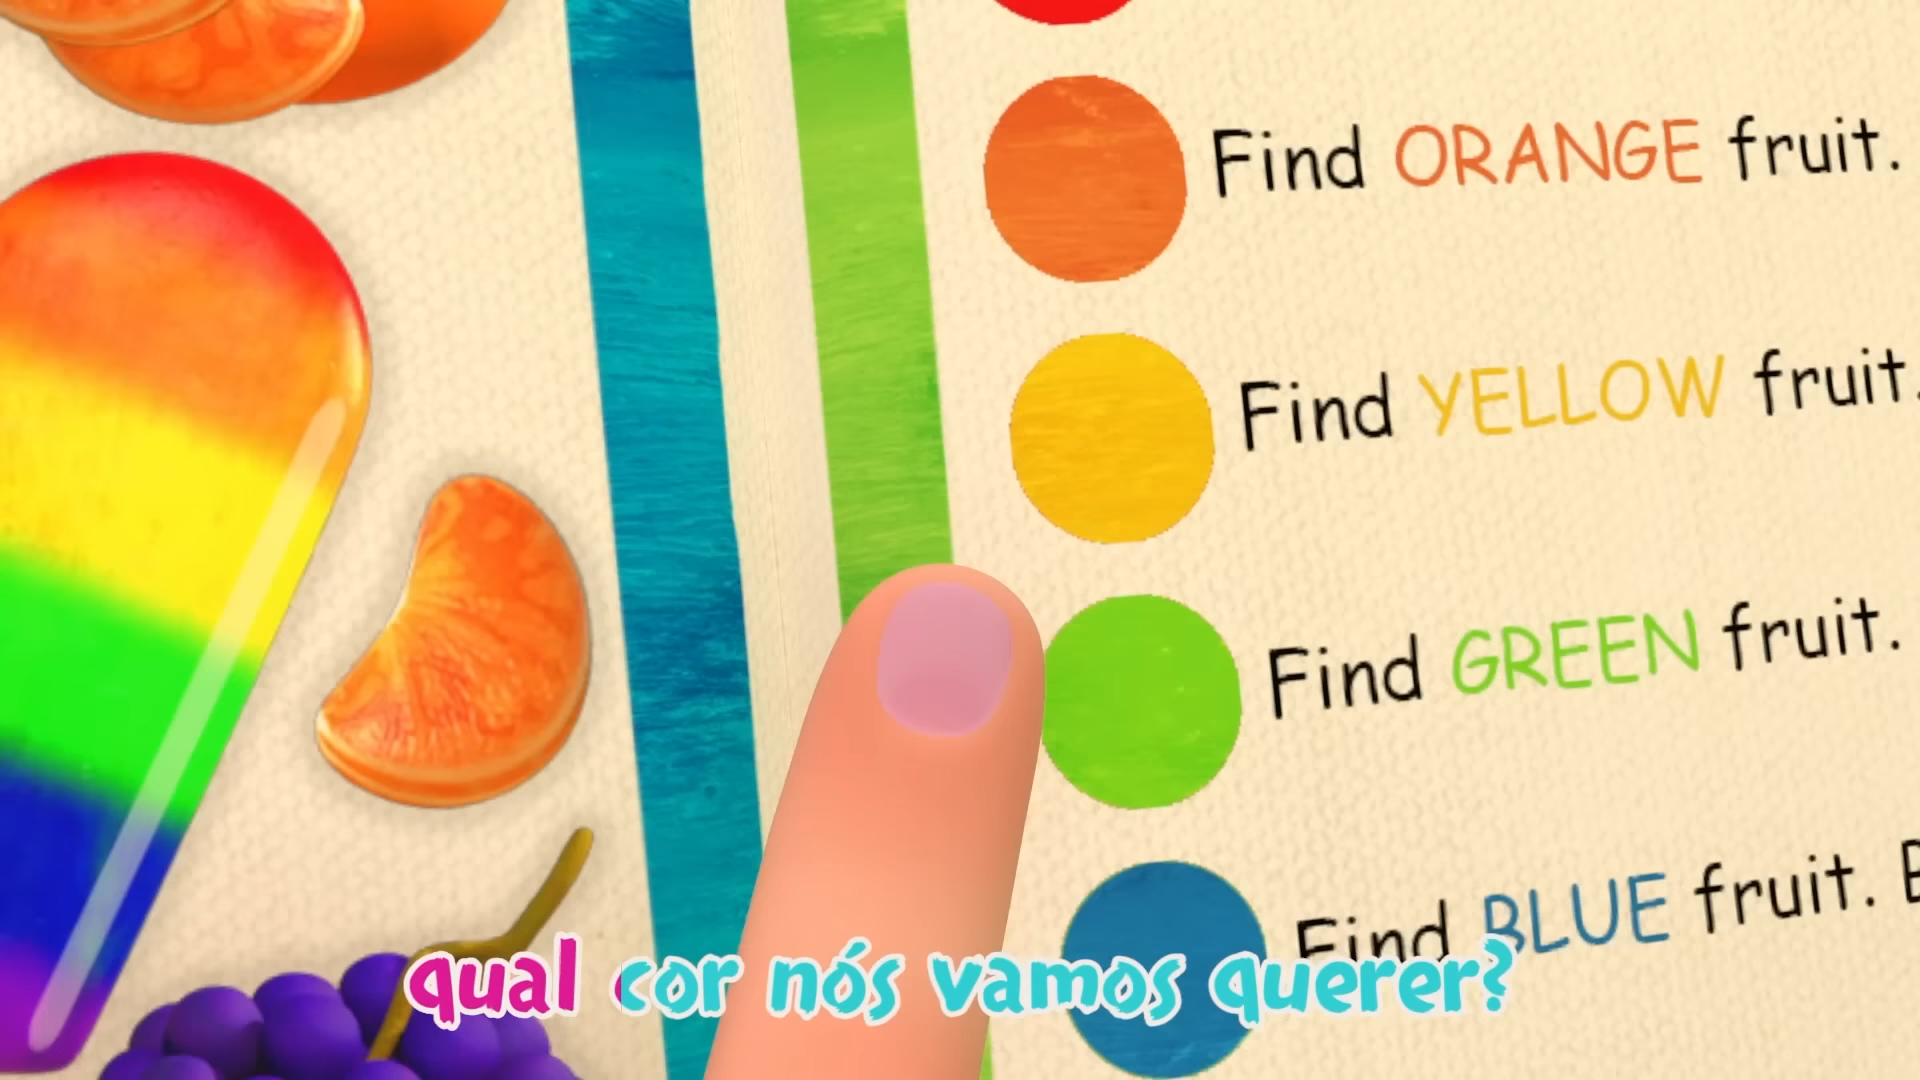 Find ORANGE fruit.
Find YELLOW fruit.
Find GREEN fruit.
Find BLUE fruit.
qual cor nós vamos querer?